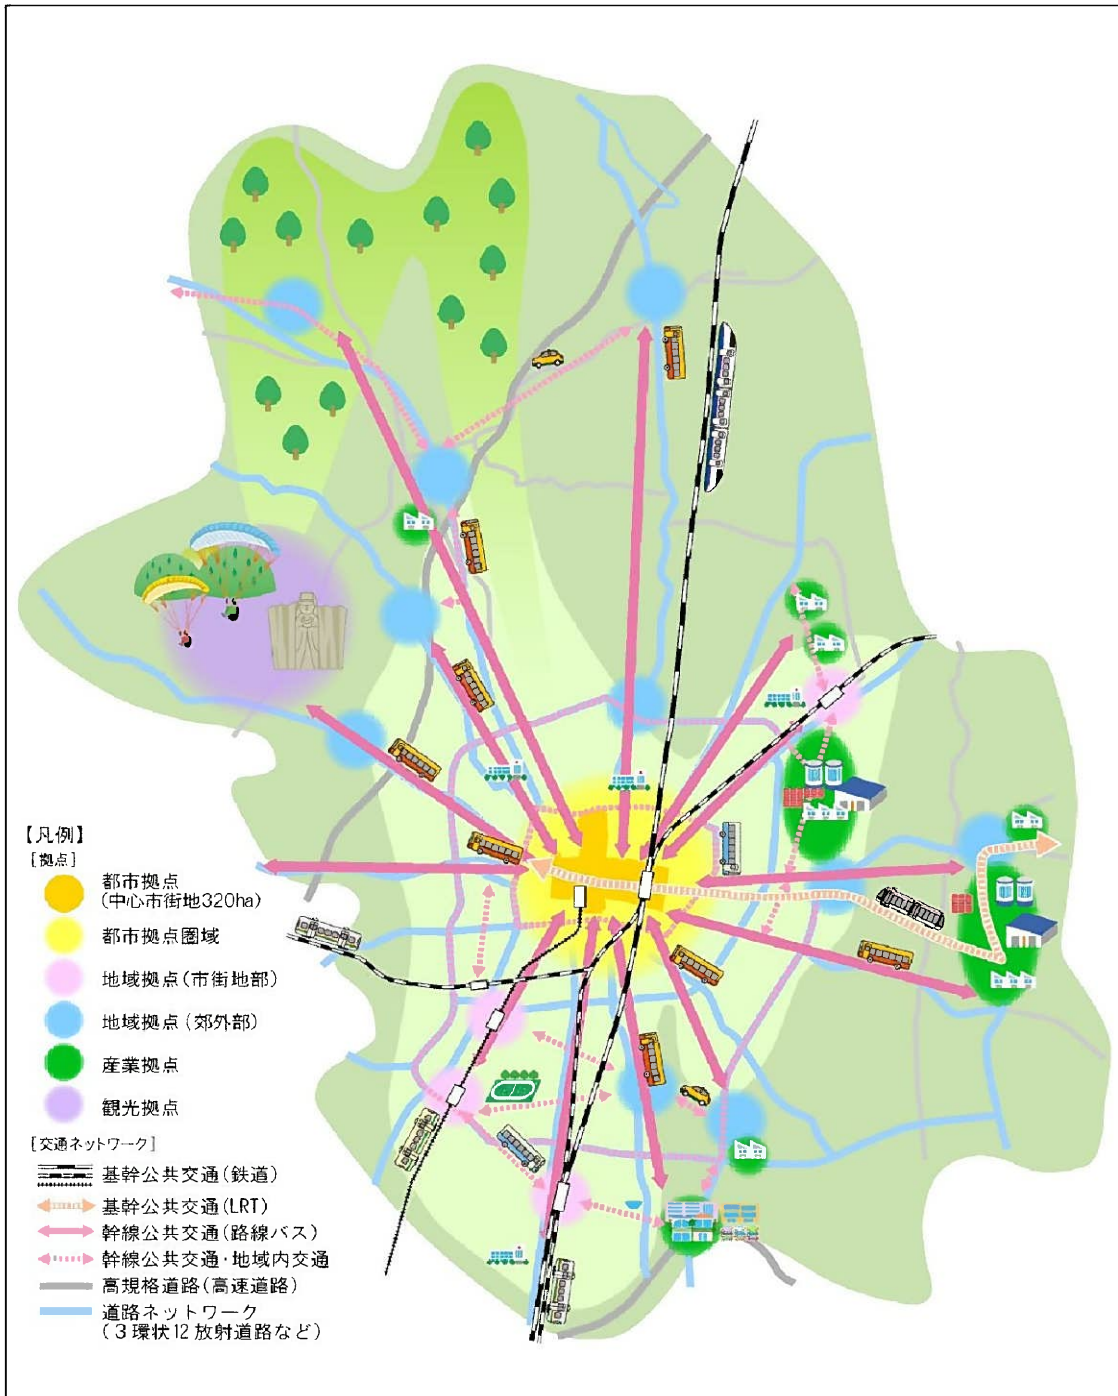 【凡例】
[拠点]
都市拠点
(中心市街地320ha)
都市拠点圏域
地域拠点(市街地部)
地域拠点(郊外部)
産業拠点
観光拠点
[交通ネットワーク]
基幹公共交通(鉄道)
基幹公共交通(LRT)
幹線公共交通(路線バス)
幹線公共交通・地域内交通
高規格道路(高速道路)
道路ネットワーク
(3環状12放射道路など)